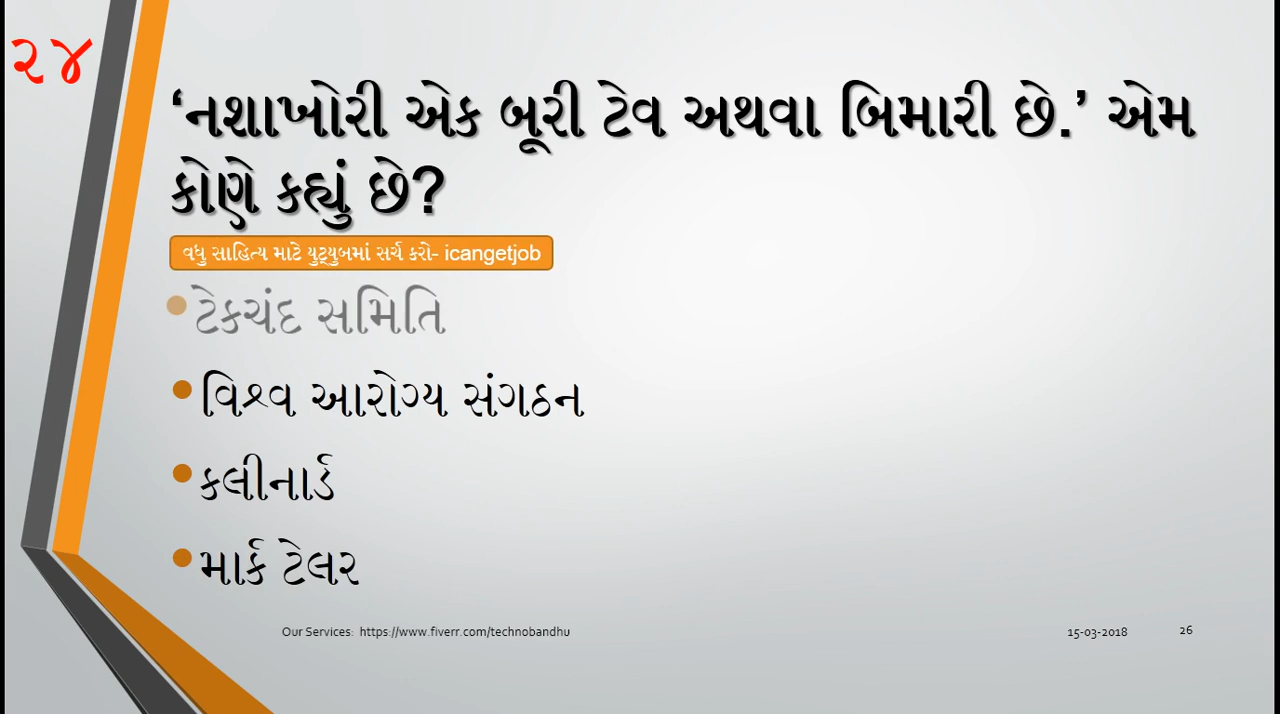 ૨૪
‘નશાખોરી એક બૂરી ટેવ અથવા બિમારી છે.’ એમ
કોણે કહ્યું છે?
વધુ સાહિત્ય માટે યુટ્યુબમાં સર્ચ કરો- icangetjob
•ટેકચંદ સમિતિ
•વિશ્વ આરોગ્ય સંગઠન
•કલીનાર્ડ
•માર્ક ટેલર
Our Services: https://www.fiverr.com/technobandhu 15-03-2018 26